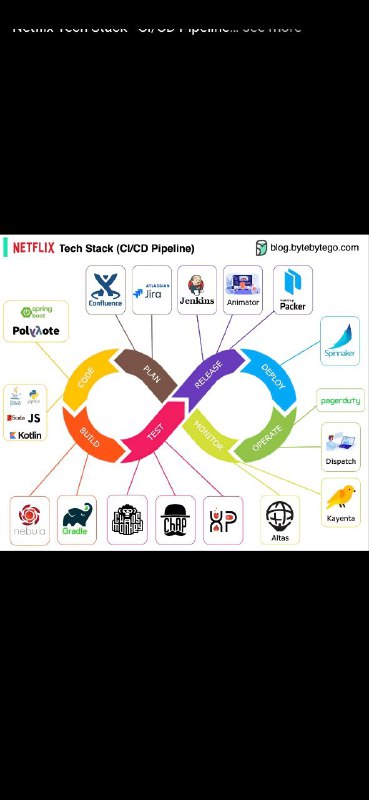 Netflix Tech Stack - CI/CD Pipeline... see more
NETFLIX Tech Stack (CI/CD Pipeline)
blog.bytebytego.com
spring boot
Polyλote
Confluence
ATLASSIAN
Jira
Jenkins
Animator
Packer
Spinnaker
CODE
PLAN
RELEASE
DEPLOY
BUILD
TEST
MONITOR
OPERATE
Java
python
Scala
JS
Kotlin
pagerduty
Dispatch
Kayenta
nebula
Gradle
ChAP
XP
Altas